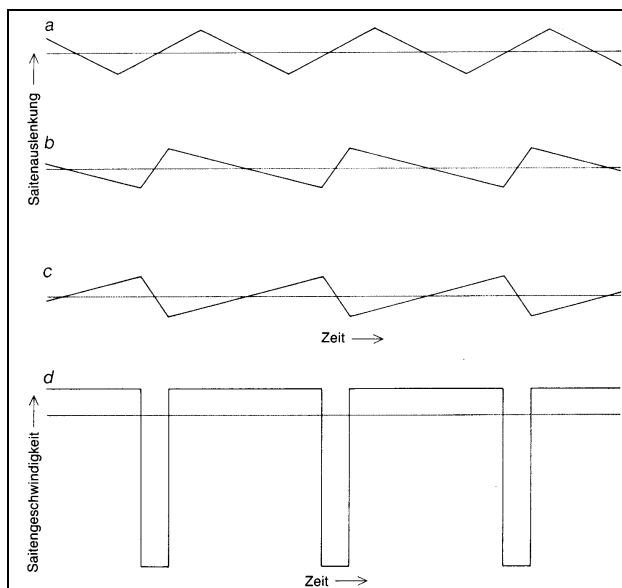 a
Saitenauslenkung
b
c
Zeit
d
Saitengeschwindigkeit
Zeit